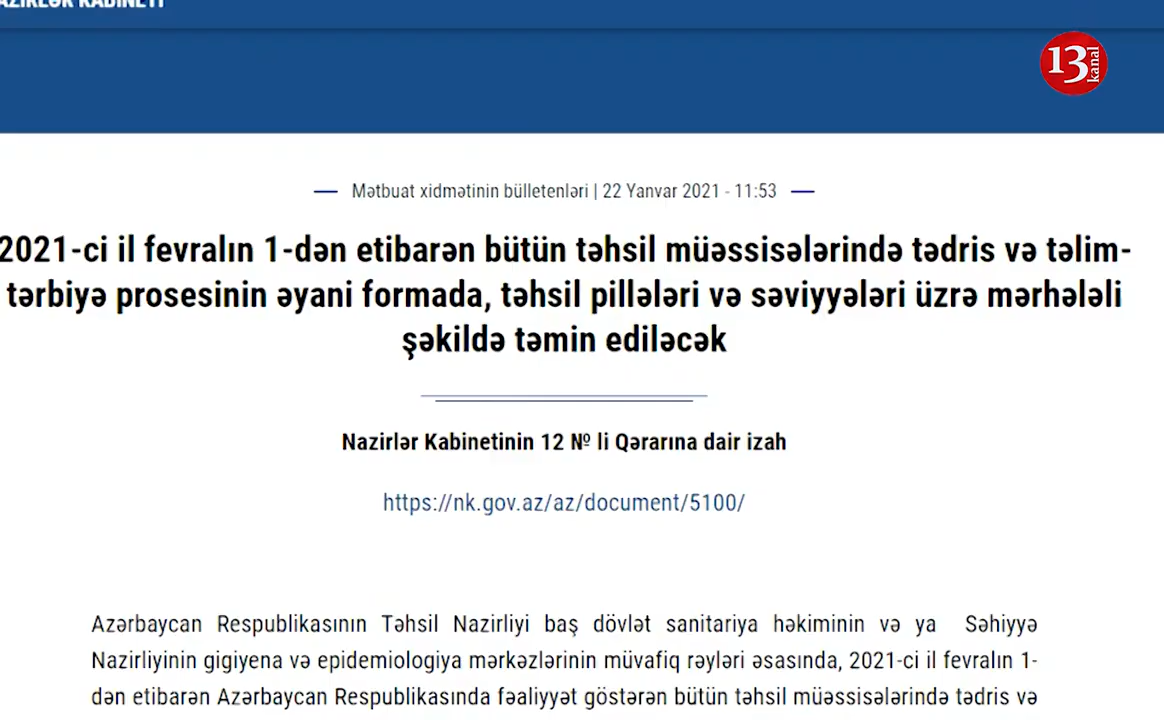 NAZİRLƏR KABİNETİ
13 kanal
Mətbuat xidmətinin bülletenləri | 22 Yanvar 2021 - 11:53
2021-ci il fevralın 1-dən etibarən bütün təhsil müəssisələrində tədris və təlim-
tərbiyə prosesinin əyani formada, təhsil pillələri və səviyyələri üzrə mərhələli
şəkildə təmin ediləcək
Nazirlər Kabinetinin 12 № li Qərarına dair izah
https://nk.gov.az/az/document/5100/
Azərbaycan Respublikasının Təhsil Nazirliyi baş dövlət sanitariya həkiminin və ya Səhiyyə
Nazirliyinin gigiyena və epidemiologiya mərkəzlərinin müvafiq rəyləri əsasında, 2021-ci il fevralın 1-
dən etibarən Azərbaycan Respublikasında fəaliyyət göstərən bütün təhsil müəssisələrində tədris və